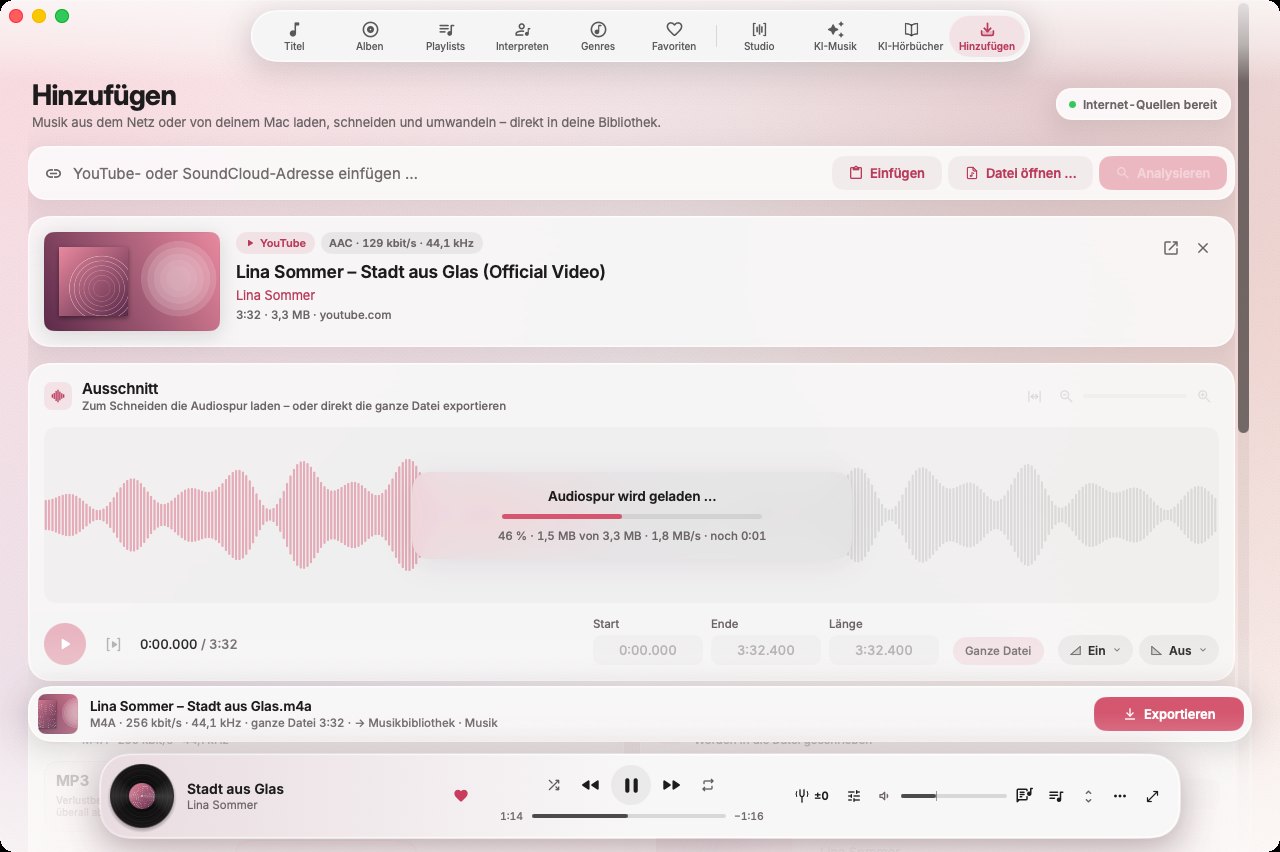 Titel
Alben
Playlists
Interpreten
Genres
Favoriten
Studio
KI-Musik
KI-Hörbücher
Hinzufügen
Hinzufügen
Musik aus dem Netz oder von deinem Mac laden, schneiden und umwandeln – direkt in deine Bibliothek.
Internet-Quellen bereit
YouTube- oder SoundCloud-Adresse einfügen ...
Einfügen
Datei öffnen ...
Analysieren
YouTube
AAC · 129 kbit/s · 44,1 kHz
Lina Sommer – Stadt aus Glas (Official Video)
Lina Sommer
3:32 · 3,3 MB · youtube.com
Ausschnitt
Zum Schneiden die Audiospur laden – oder direkt die ganze Datei exportieren
Audiospur wird geladen ...
46 % · 1,5 MB von 3,3 MB · 1,8 MB/s · noch 0:01
0:00.000 / 3:32
Start
Ende
Länge
0:00.000
3:32.400
3:32.400
Ganze Datei
Ein
Aus
Lina Sommer – Stadt aus Glas.m4a
M4A · 256 kbit/s · 44,1 kHz · ganze Datei 3:32 · → Musikbibliothek · Musik
Exportieren
MP3
Stadt aus Glas
Lina Sommer
1:14
−1:16
±0